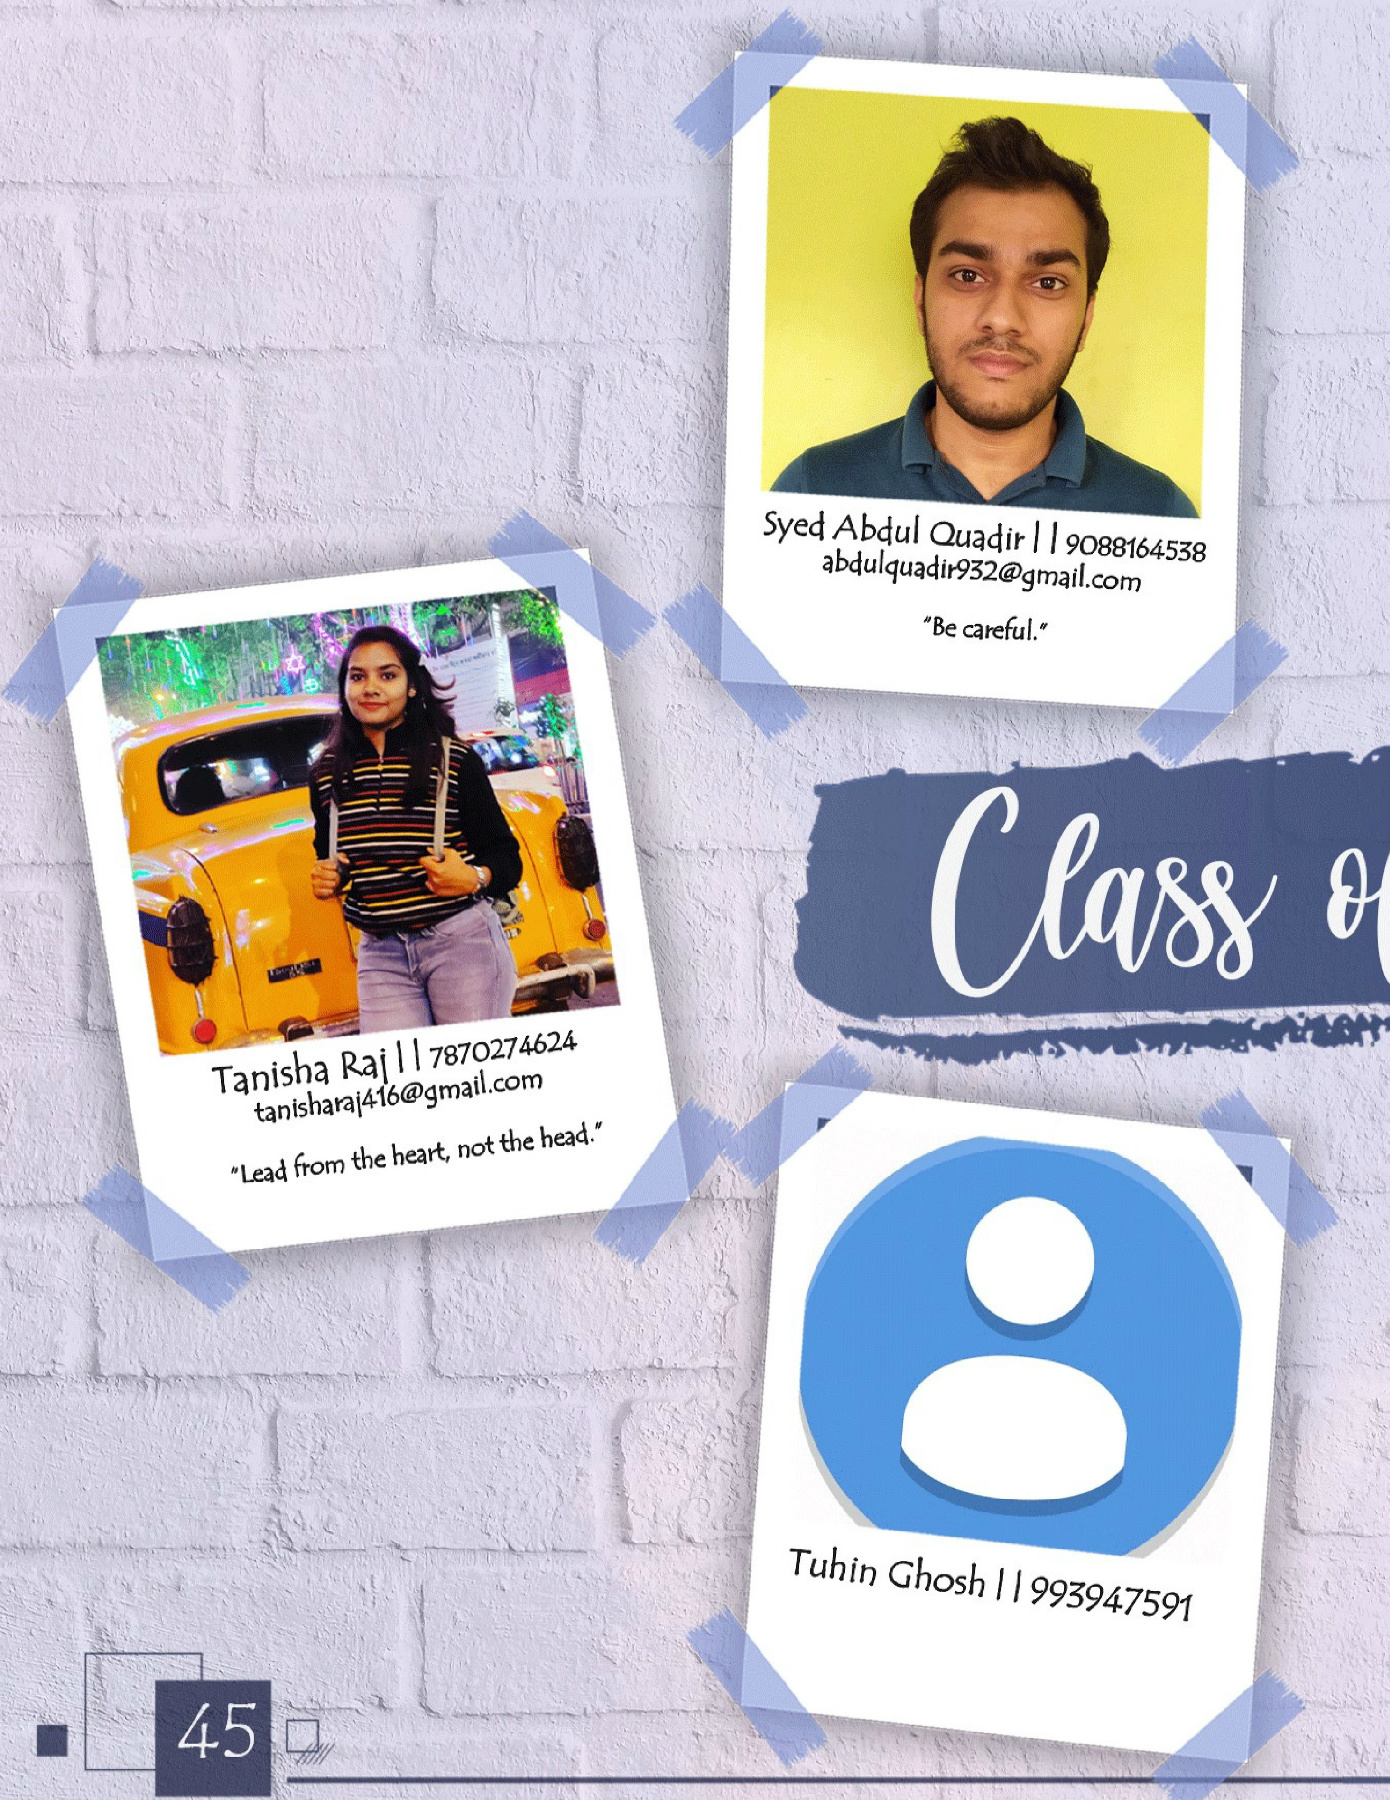 Syed Abdul Quadir || 9088164538
abdulquadir932@gmail.com
"Be careful."
Tanisha Raj || 7870274624
tanisharaj416@gmail.com
"Lead from the heart, not the head."
Class of
Tuhin Ghosh || 993947591
45